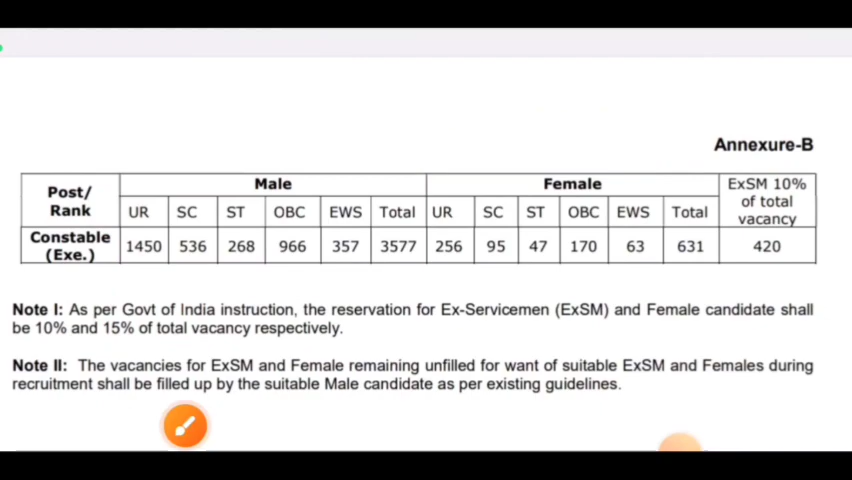 Annexure-B
Post/ Rank Male Female ExSM 10% of total vacancy
UR SC ST OBC EWS Total UR SC ST OBC EWS Total
Constable (Exe.) 1450 536 268 966 357 3577 256 95 47 170 63 631 420
Note I: As per Govt of India instruction, the reservation for Ex-Servicemen (ExSM) and Female candidate shall
be 10% and 15% of total vacancy respectively.
Note II: The vacancies for ExSM and Female remaining unfilled for want of suitable ExSM and Females during
recruitment shall be filled up by the suitable Male candidate as per existing guidelines.